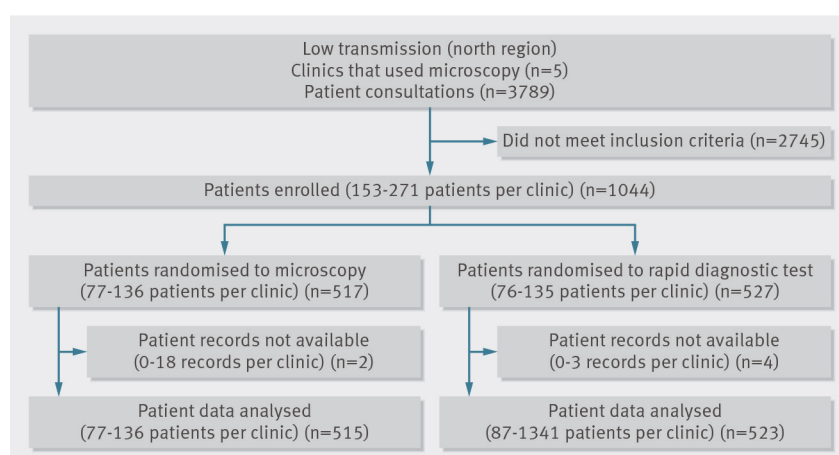 Low transmission (north region)
Clinics that used microscopy (n=5)
Patient consultations (n=3789)
Did not meet inclusion criteria (n=2745)
Patients enrolled (153-271 patients per clinic) (n=1044)
Patients randomised to microscopy
(77-136 patients per clinic) (n=517)
Patients randomised to rapid diagnostic test
(76-135 patients per clinic) (n=527)
Patient records not available
(0-18 records per clinic) (n=2)
Patient records not available
(0-3 records per clinic) (n=4)
Patient data analysed
(77-136 patients per clinic) (n=515)
Patient data analysed
(87-1341 patients per clinic) (n=523)